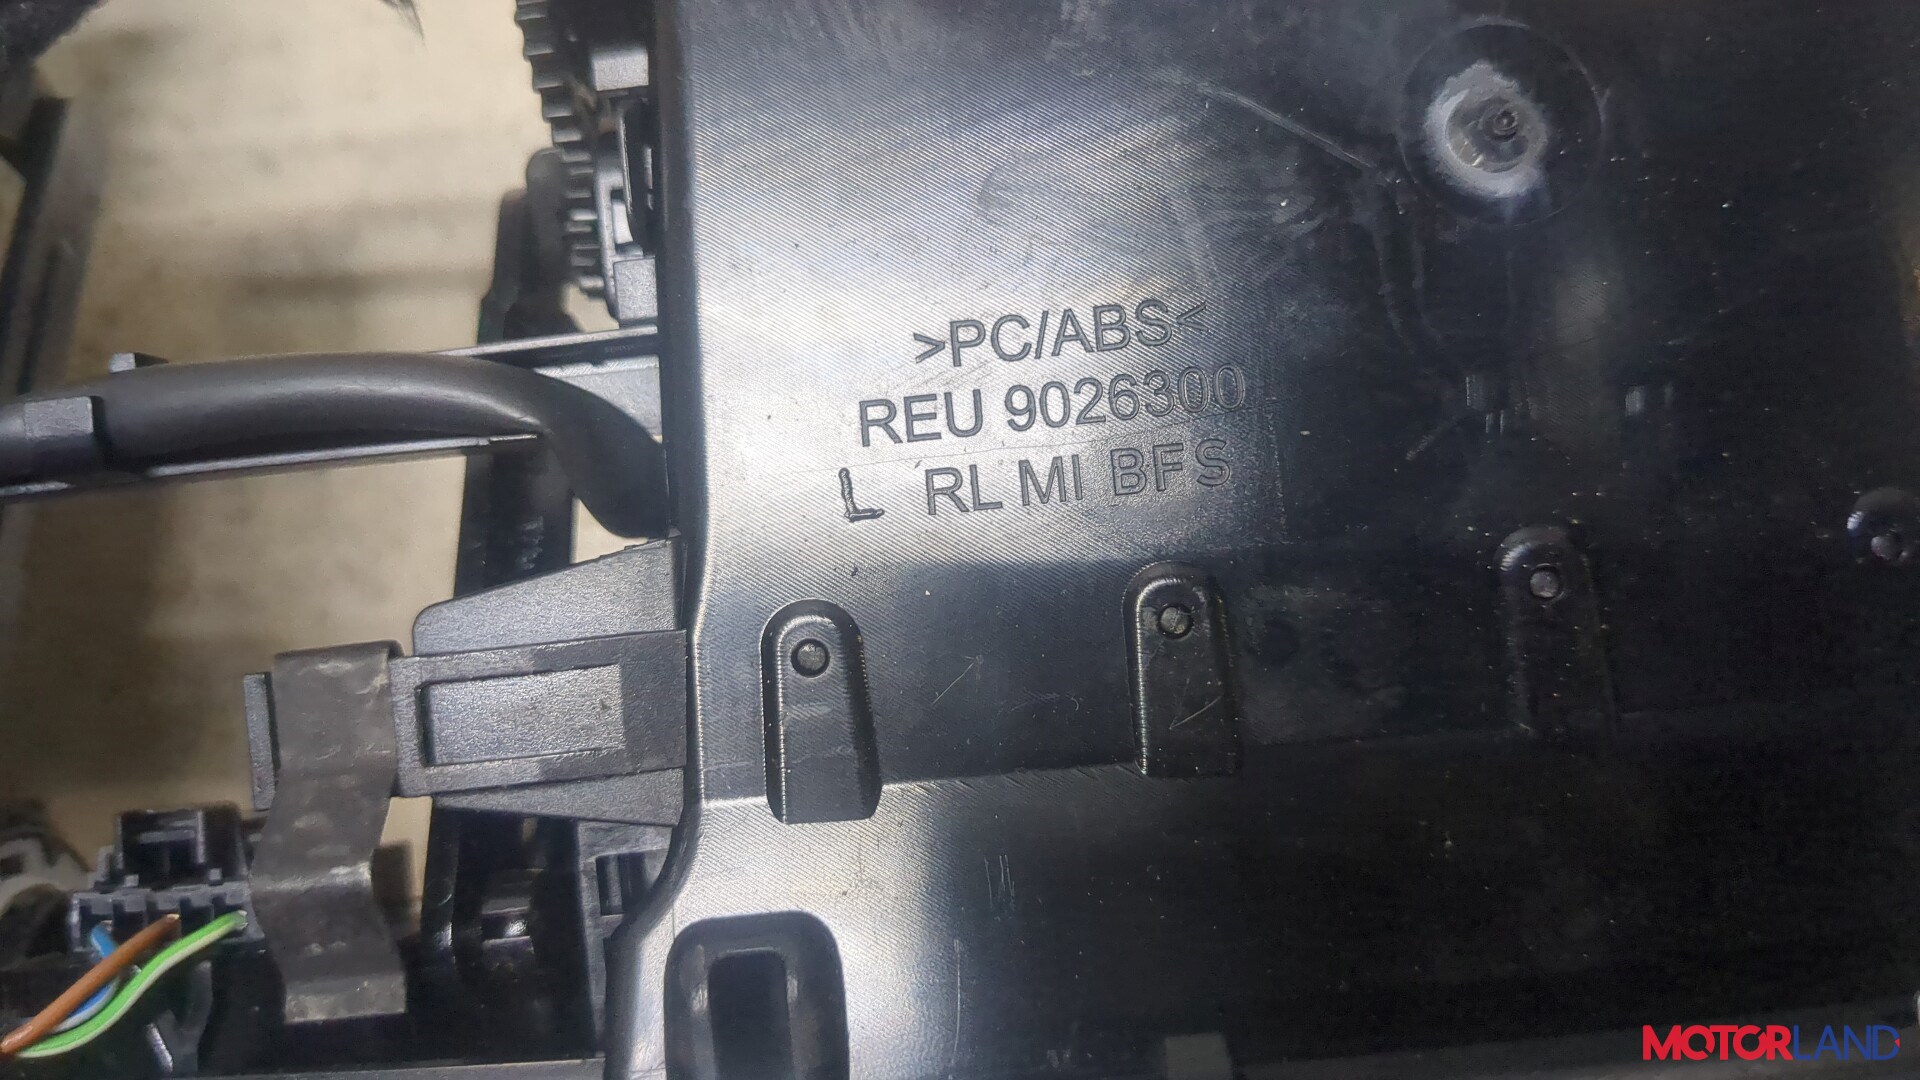 >PC/ABS<
REU 9026300
L RL MI BFS
MOTORLAND